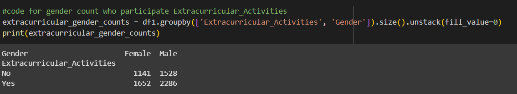 #code for gender count who participate Extracurricular_Activities
extracurricular_gender_counts = df1.groupby(['Extracurricular_Activities', 'Gender']).size().unstack(fill_value=0)
print(extracurricular_gender_counts)
Gender                      Female  Male
Extracurricular_Activities
No                            1141  1528
Yes                           1652  2286